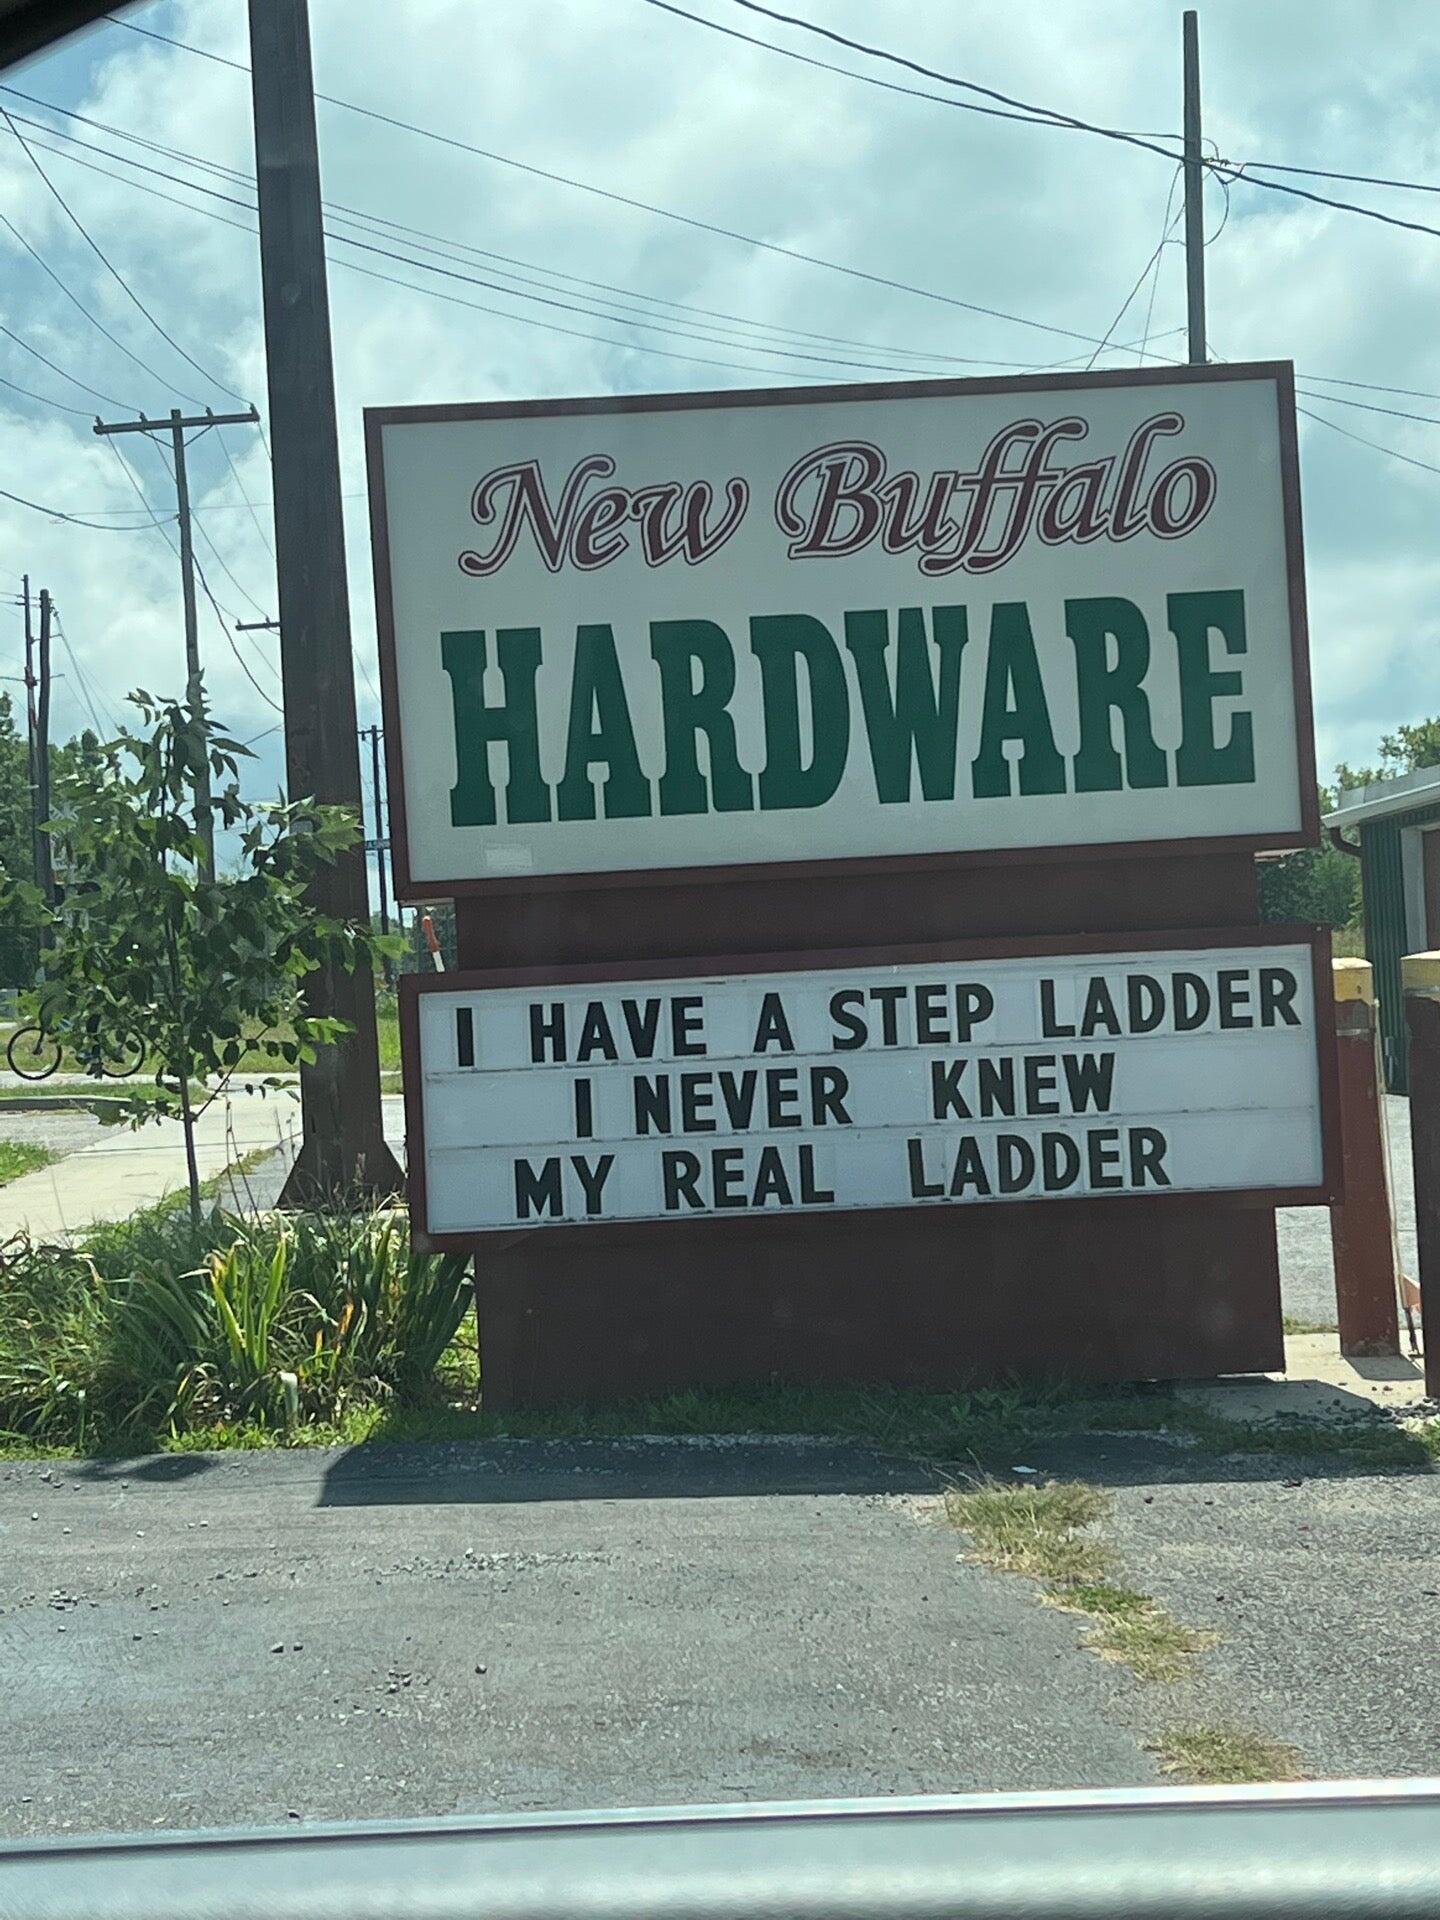 New Buffalo
HARDWARE
I HAVE A STEP LADDER
I NEVER KNEW
MY REAL LADDER